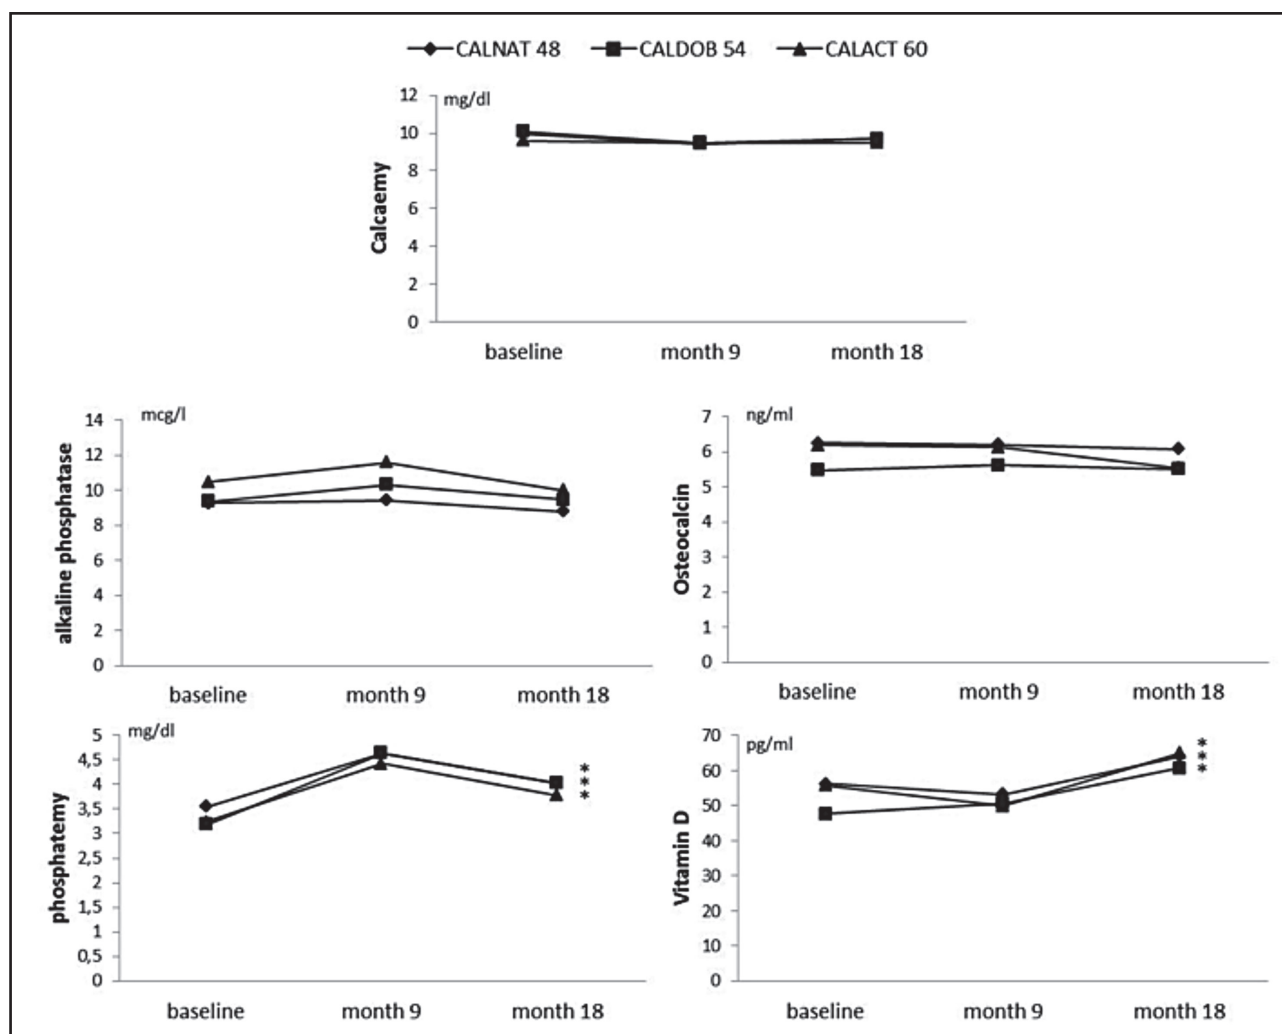 CALNAT 48 CALDOB 54 CALACT 60
mg/dl
Calcaemy
12
10
8
6
4
2
0
baseline month 9 month 18
mcg/l
alkaline phosphatase
14
12
10
8
6
4
2
0
baseline month 9 month 18
ng/ml
Osteocalcin
7
6
5
4
3
2
1
0
baseline month 9 month 18
mg/dl
phosphatemy
5
4,5
4
3,5
3
2,5
2
1,5
1
0,5
0
***
baseline month 9 month 18
pg/ml
Vitamin D
70
60
50
40
30
20
10
0
***
baseline month 9 month 18